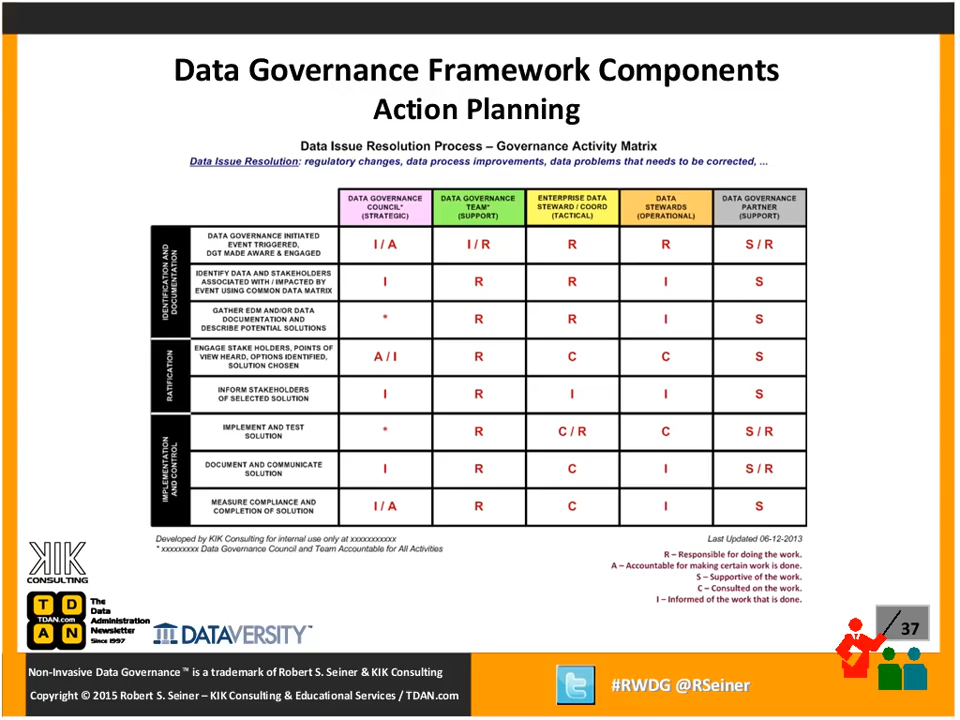 Data Governance Framework Components
Action Planning
Data Issue Resolution Process – Governance Activity Matrix
Data Issue Resolution: regulatory changes, data process improvements, data problems that needs to be corrected, ...
DATA GOVERNANCE
COUNCIL*
(STRATEGIC)
DATA GOVERNANCE
TEAM*
(SUPPORT)
ENTERPRISE DATA
STEWARD / COORD
(TACTICAL)
DATA
STEWARDS
(OPERATIONAL)
DATA GOVERNANCE
PARTNER
(SUPPORT)
IDENTIFICATION AND
DOCUMENTATION
DATA GOVERNANCE INITIATED
EVENT TRIGGERED,
DGT MADE AWARE & ENGAGED
I / A
I / R
R
R
S / R
IDENTIFY DATA AND STAKEHOLDERS
ASSOCIATED WITH / IMPACTED BY
EVENT USING COMMON DATA MATRIX
I
R
R
I
S
GATHER EDM AND/OR DATA
DOCUMENTATION AND
DESCRIBE POTENTIAL SOLUTIONS
*
R
R
I
S
RATIFICATION
ENGAGE STAKE HOLDERS, POINTS OF
VIEW HEARD, OPTIONS IDENTIFIED,
SOLUTION CHOSEN
A / I
R
C
C
S
INFORM STAKEHOLDERS
OF SELECTED SOLUTION
I
R
I
I
S
IMPLEMENTATION
AND CONTROL
IMPLEMENT AND TEST
SOLUTION
*
R
C / R
C
S / R
DOCUMENT AND COMMUNICATE
SOLUTION
I
R
C
I
S / R
MEASURE COMPLIANCE AND
COMPLETION OF SOLUTION
I / A
R
C
I
S
Developed by KIK Consulting for internal use only at xxxxxxxxxxx
* xxxxxxxxx Data Governance Council and Team Accountable for All Activities
Last Updated 06-12-2013
R – Responsible for doing the work.
A – Accountable for making certain work is done.
S – Supportive of the work.
C – Consulted on the work.
I – Informed of the work that is done.
KIK
CONSULTING
T D
TDAN.com
A N
The
Data
Administration
Newsletter
Since 1997
DATAVERSITY™
37
Non-Invasive Data Governance™ is a trademark of Robert S. Seiner & KIK Consulting
Copyright © 2015 Robert S. Seiner – KIK Consulting & Educational Services / TDAN.com
#RWDG @RSeiner